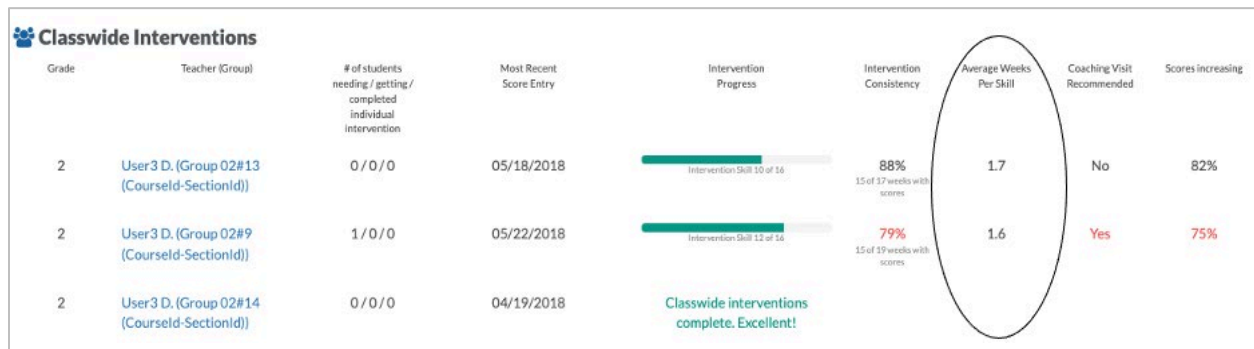 Classwide Interventions
Grade
Teacher (Group)
# of students
needing / getting /
completed
individual
intervention
Most Recent
Score Entry
Intervention
Progress
Intervention
Consistency
Average Weeks
Per Skill
Coaching Visit
Recommended
Scores increasing
2
User3 D. (Group 02#13
(CourseId-SectionId))
0 / 0 / 0
05/18/2018
Intervention Skill 10 of 16
88%
15 of 17 weeks with
scores
1.7
No
82%
2
User3 D. (Group 02#9
(CourseId-SectionId))
1 / 0 / 0
05/22/2018
Intervention Skill 12 of 16
79%
15 of 19 weeks with
scores
1.6
Yes
75%
2
User3 D. (Group 02#14
(CourseId-SectionId))
0 / 0 / 0
04/19/2018
Classwide interventions
complete. Excellent!